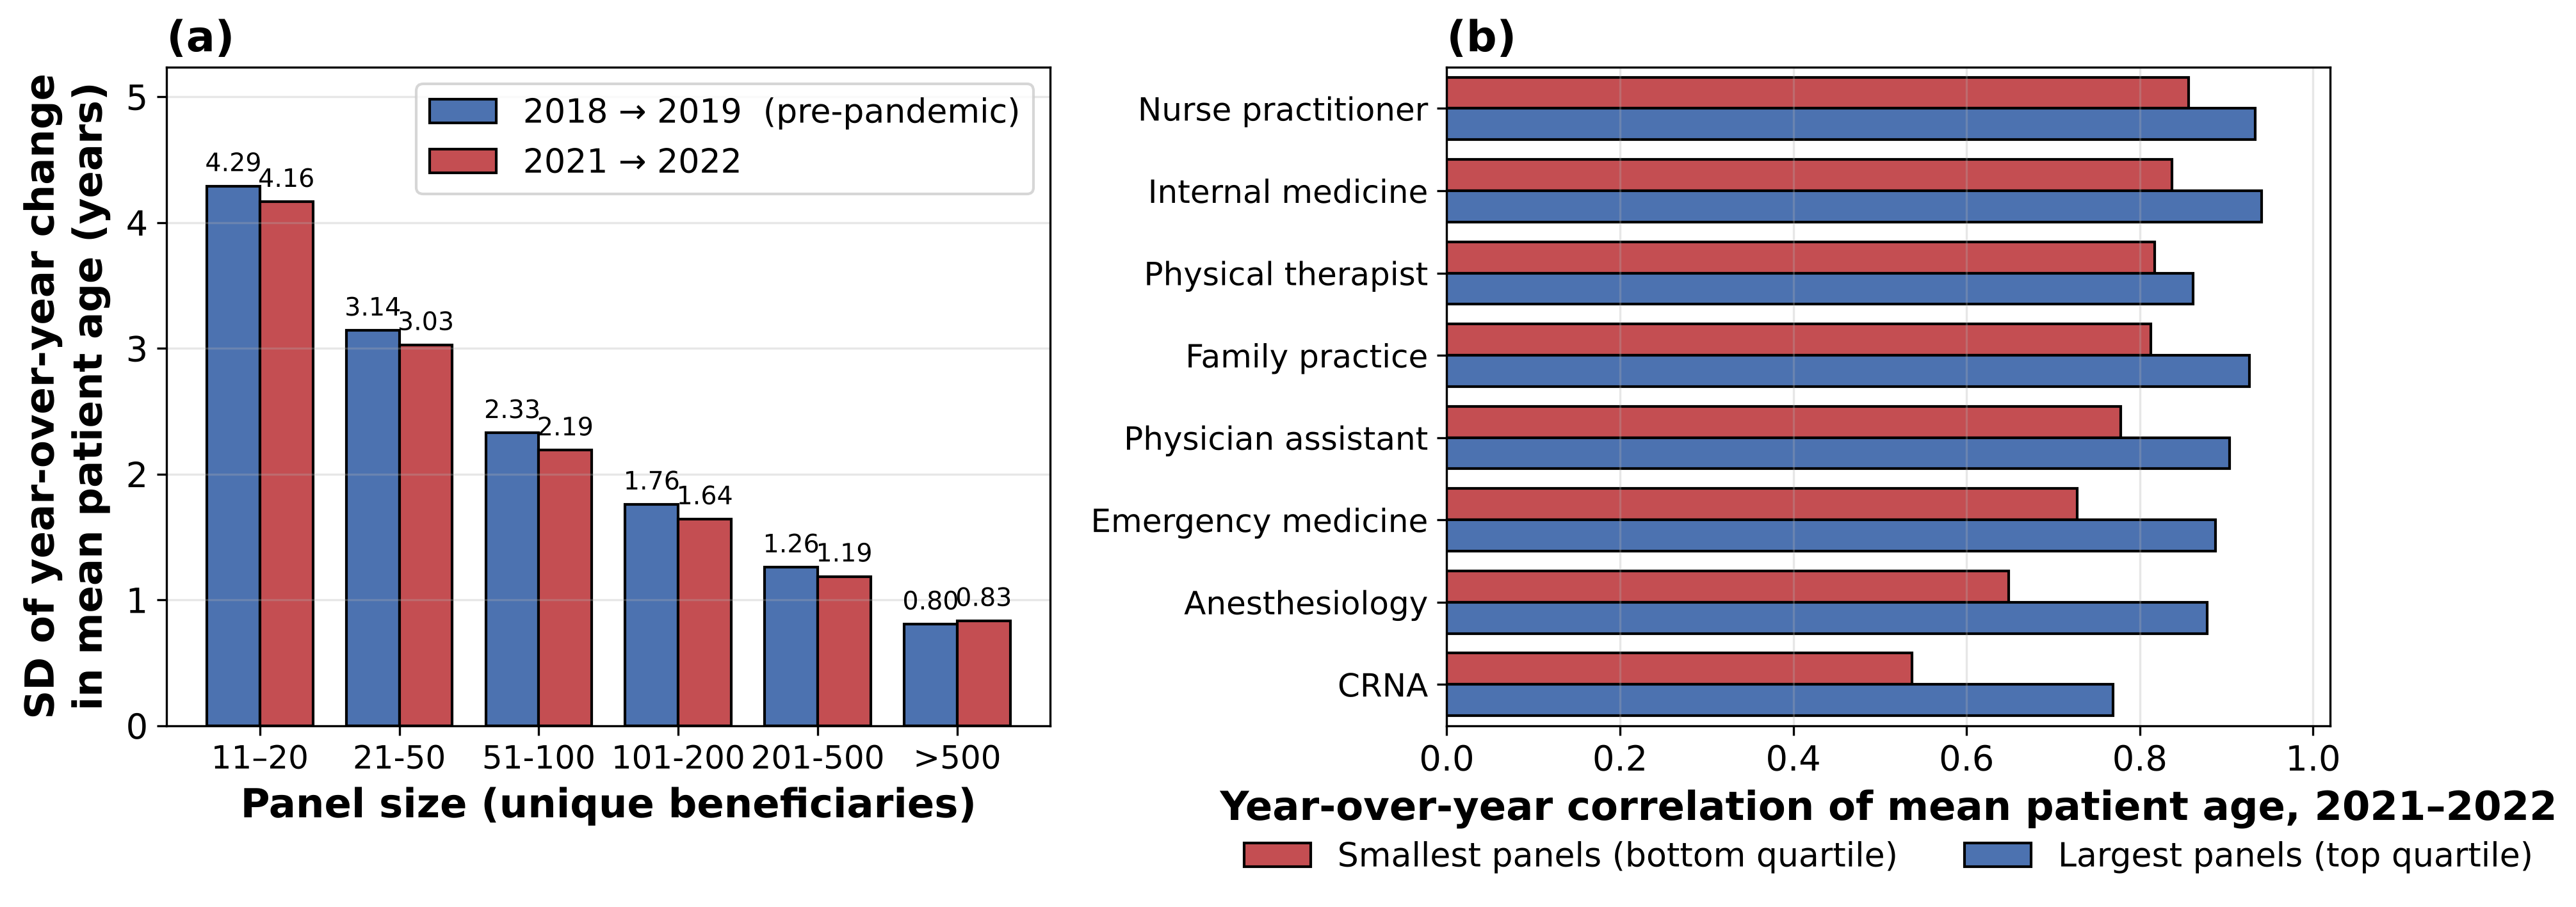 (a)
SD of year-over-year change
in mean patient age (years)
5
4
3
2
1
0
2018 → 2019 (pre-pandemic)
2021 → 2022
4.29
4.16
3.14
3.03
2.33
2.19
1.76
1.64
1.26
1.19
0.80
0.83
11–20
21-50
51-100
101-200
201-500
>500
Panel size (unique beneficiaries)
(b)
Nurse practitioner
Internal medicine
Physical therapist
Family practice
Physician assistant
Emergency medicine
Anesthesiology
CRNA
0.0
0.2
0.4
0.6
0.8
1.0
Year-over-year correlation of mean patient age, 2021–2022
Smallest panels (bottom quartile)
Largest panels (top quartile)